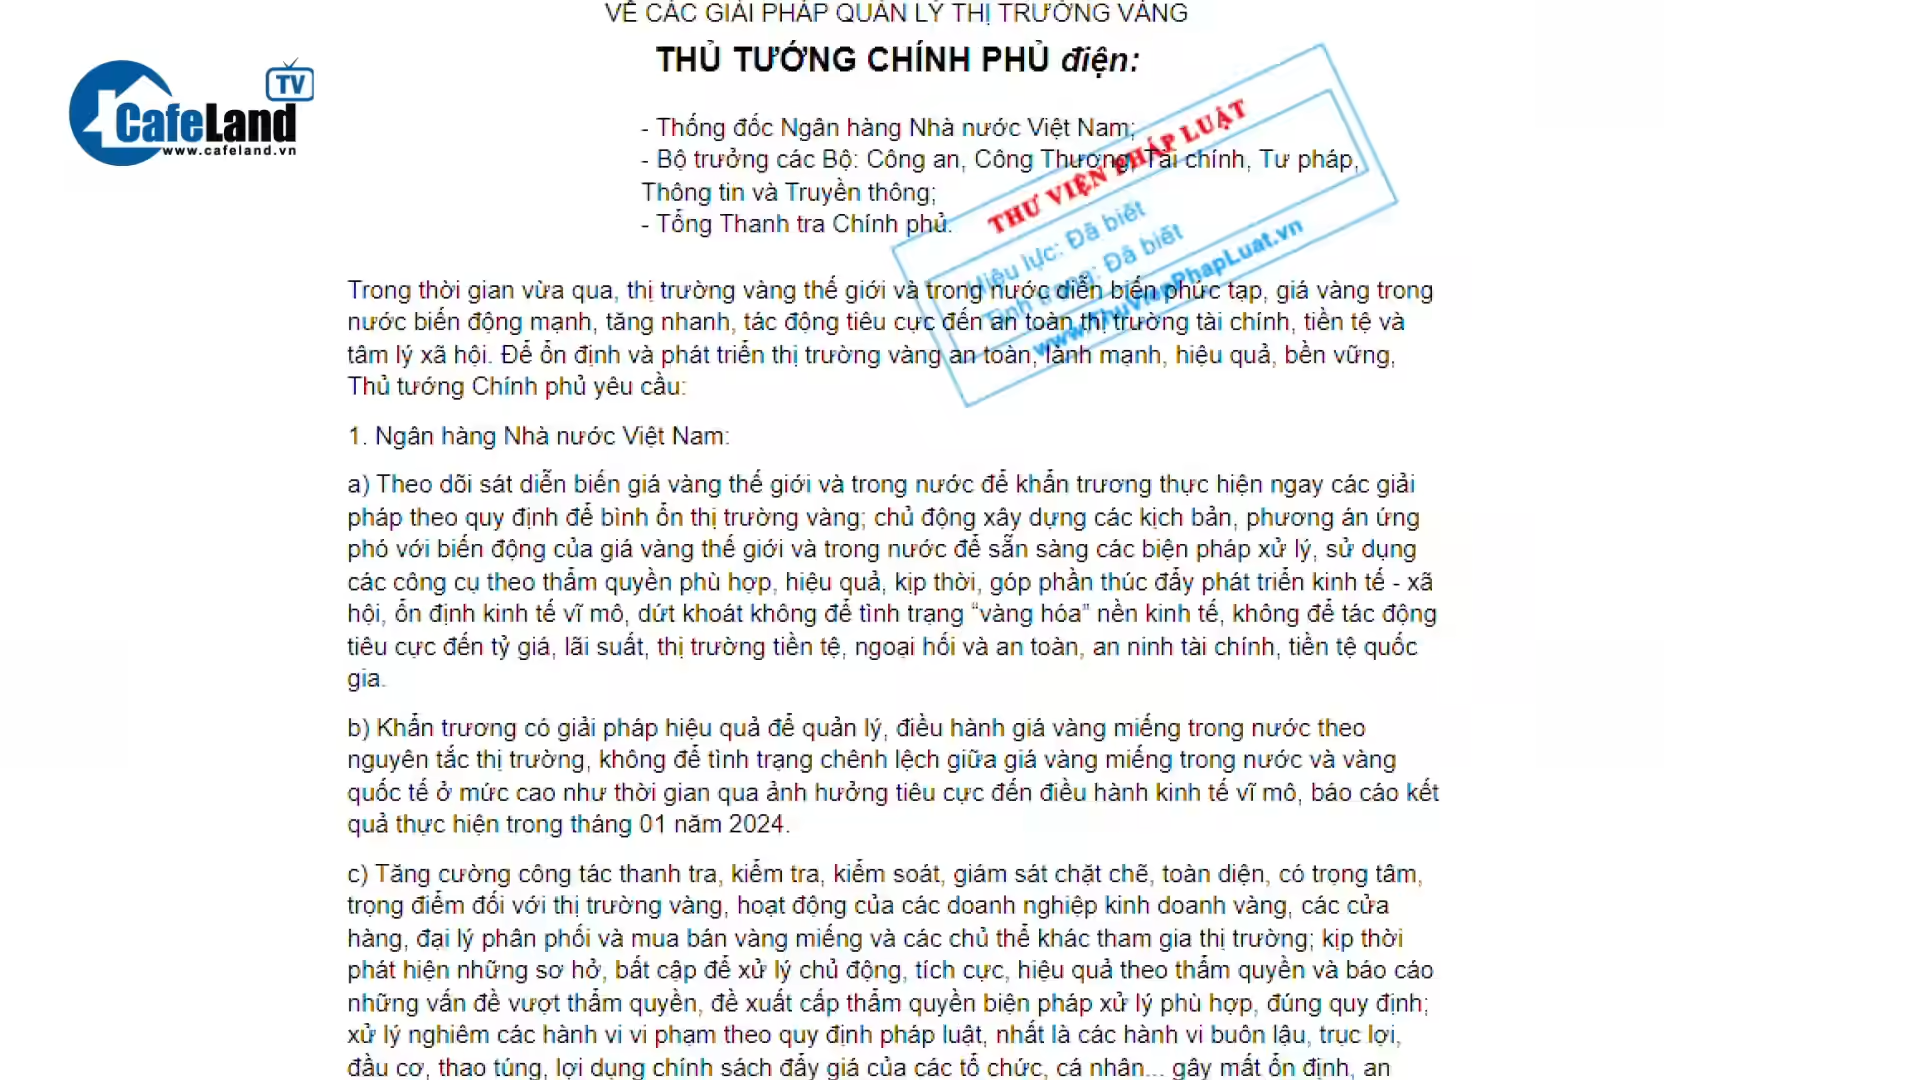 VỀ CÁC GIẢI PHÁP QUẢN LÝ THỊ TRƯỜNG VÀNG
THỦ TƯỚNG CHÍNH PHỦ điện:
TV
CafeLand
www.cafeland.vn
- Thống đốc Ngân hàng Nhà nước Việt Nam;
- Bộ trưởng các Bộ: Công an, Công Thương, Tài chính, Tư pháp,
Thông tin và Truyền thông;
- Tổng Thanh tra Chính phủ.
THƯ VIỆN PHÁP LUẬT
Hiệu lực: Đã biết
Tình trạng: Đã biết
www.ThuVienPhapLuat.vn
Trong thời gian vừa qua, thị trường vàng thế giới và trong nước diễn biến phức tạp, giá vàng trong
nước biến động mạnh, tăng nhanh, tác động tiêu cực đến an toàn thị trường tài chính, tiền tệ và
tâm lý xã hội. Để ổn định và phát triển thị trường vàng an toàn, lành mạnh, hiệu quả, bền vững,
Thủ tướng Chính phủ yêu cầu:
1. Ngân hàng Nhà nước Việt Nam:
a) Theo dõi sát diễn biến giá vàng thế giới và trong nước để khẩn trương thực hiện ngay các giải
pháp theo quy định để bình ổn thị trường vàng; chủ động xây dựng các kịch bản, phương án ứng
phó với biến động của giá vàng thế giới và trong nước để sẵn sàng các biện pháp xử lý, sử dụng
các công cụ theo thẩm quyền phù hợp, hiệu quả, kịp thời, góp phần thúc đẩy phát triển kinh tế - xã
hội, ổn định kinh tế vĩ mô, dứt khoát không để tình trạng “vàng hóa” nền kinh tế, không để tác động
tiêu cực đến tỷ giá, lãi suất, thị trường tiền tệ, ngoại hối và an toàn, an ninh tài chính, tiền tệ quốc
gia.
b) Khẩn trương có giải pháp hiệu quả để quản lý, điều hành giá vàng miếng trong nước theo
nguyên tắc thị trường, không để tình trạng chênh lệch giữa giá vàng miếng trong nước và vàng
quốc tế ở mức cao như thời gian qua ảnh hưởng tiêu cực đến điều hành kinh tế vĩ mô, báo cáo kết
quả thực hiện trong tháng 01 năm 2024.
c) Tăng cường công tác thanh tra, kiểm tra, kiểm soát, giám sát chặt chẽ, toàn diện, có trọng tâm,
trọng điểm đối với thị trường vàng, hoạt động của các doanh nghiệp kinh doanh vàng, các cửa
hàng, đại lý phân phối và mua bán vàng miếng và các chủ thể khác tham gia thị trường; kịp thời
phát hiện những sơ hở, bất cập để xử lý chủ động, tích cực, hiệu quả theo thẩm quyền và báo cáo
những vấn đề vượt thẩm quyền, đề xuất cấp thẩm quyền biện pháp xử lý phù hợp, đúng quy định;
xử lý nghiêm các hành vi vi phạm theo quy định pháp luật, nhất là các hành vi buôn lậu, trục lợi,
đầu cơ, thao túng, lợi dụng chính sách đẩy giá của các tổ chức, cá nhân... gây mất ổn định, an